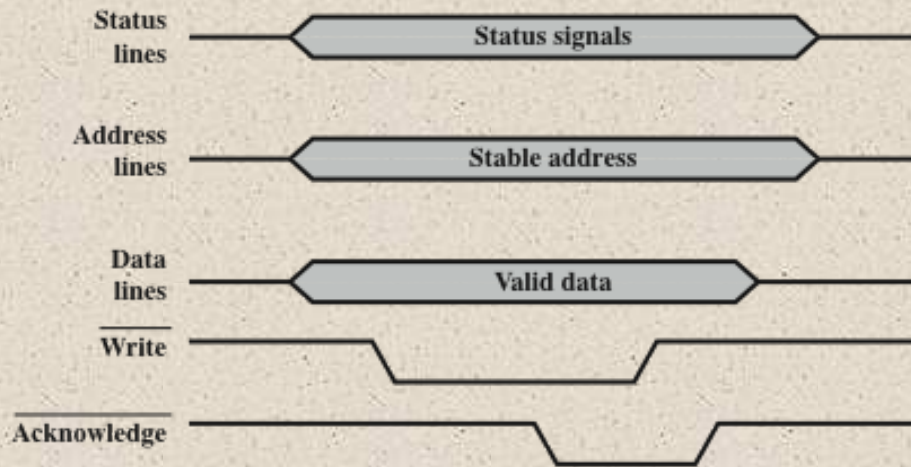 Status
lines
Status signals
Address
lines
Stable address
Data
lines
Valid data
Write
Acknowledge